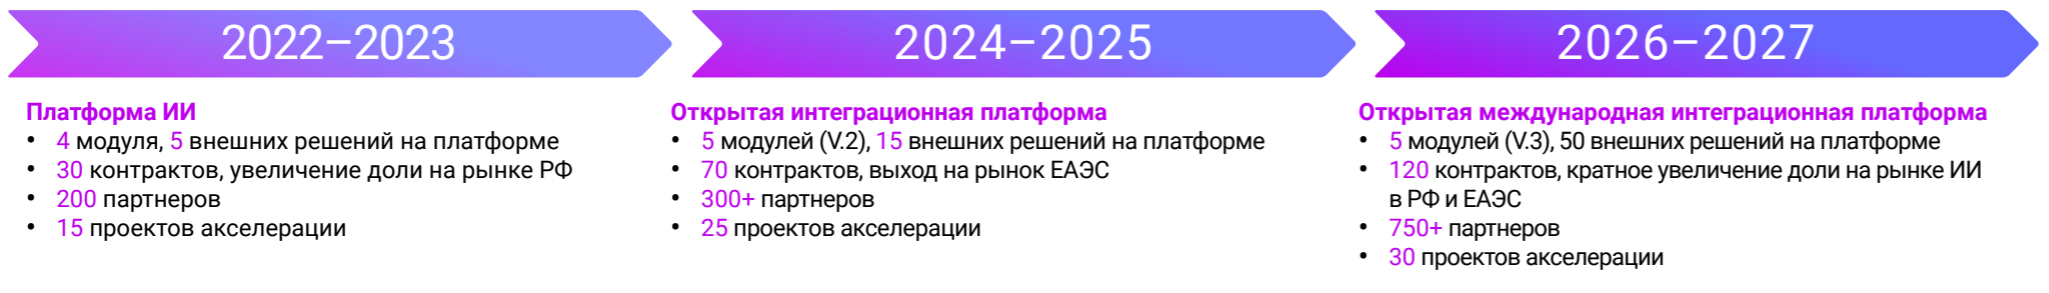 2022–2023
Платформа ИИ
• 4 модуля, 5 внешних решений на платформе
• 30 контрактов, увеличение доли на рынке РФ
• 200 партнеров
• 15 проектов акселерации
2024–2025
Открытая интеграционная платформа
• 5 модулей (V.2), 15 внешних решений на платформе
• 70 контрактов, выход на рынок ЕАЭС
• 300+ партнеров
• 25 проектов акселерации
2026–2027
Открытая международная интеграционная платформа
• 5 модулей (V.3), 50 внешних решений на платформе
• 120 контрактов, кратное увеличение доли на рынке ИИ
в РФ и ЕАЭС
• 750+ партнеров
• 30 проектов акселерации